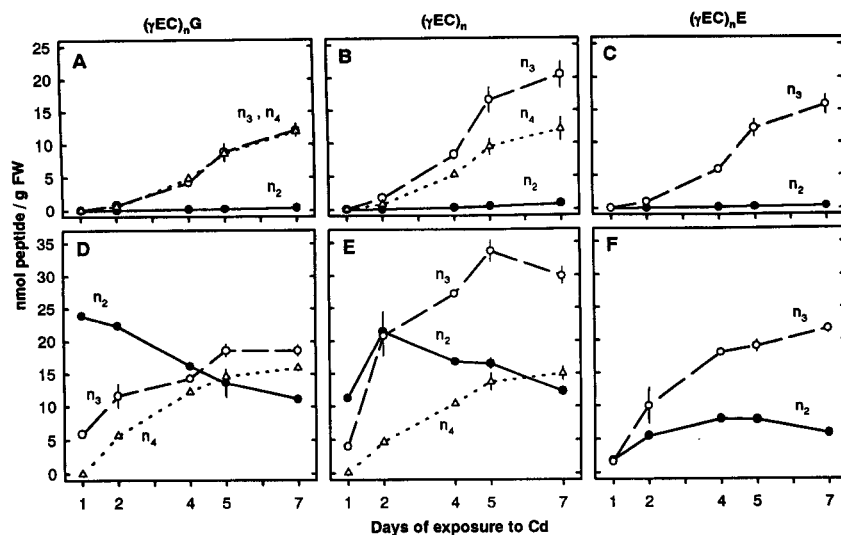 (γEC)nG (γEC)n (γEC)nE
A B C
25
20
15
10
5
0
n3 , n4
n2
n3
n4
n2
n3
n2
nmol peptide / g FW
D E F
35
30
25
20
15
10
5
0
n2
n3
n4
n3
n2
n4
n3
n2
1 2 4 5 7 1 2 4 5 7 1 2 4 5 7
Days of exposure to Cd